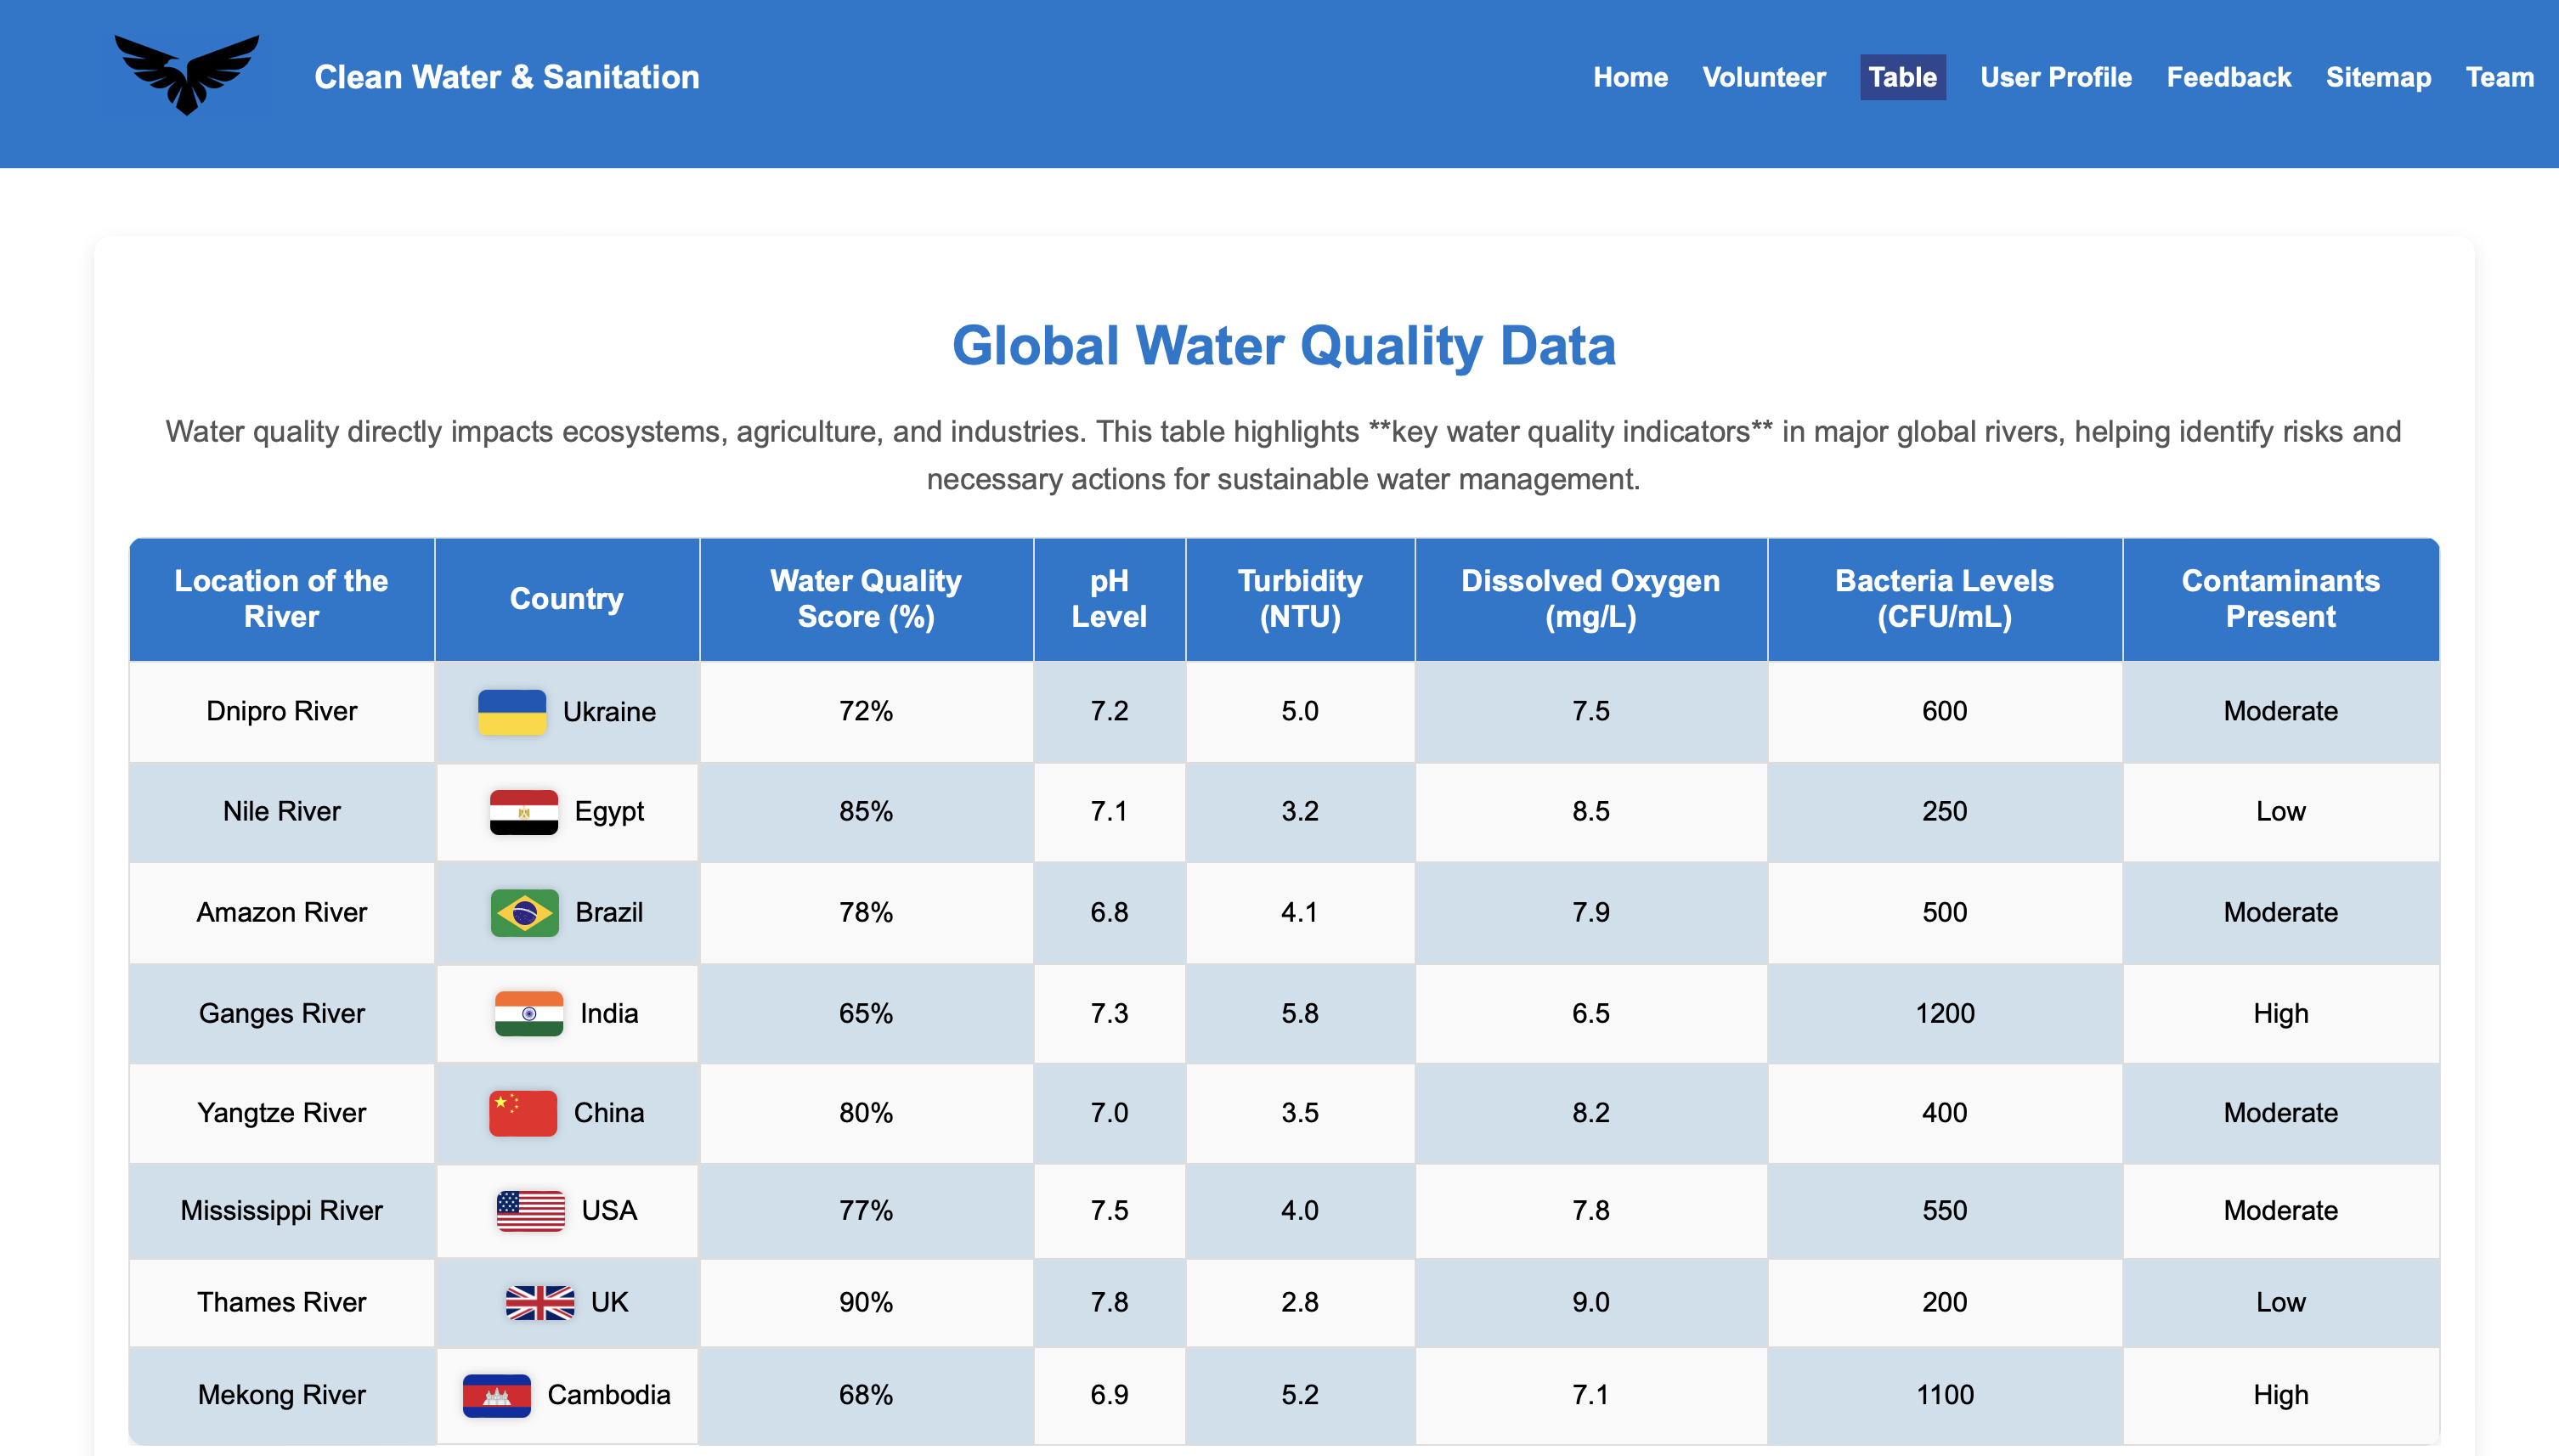 Clean Water & Sanitation
Home Volunteer Table User Profile Feedback Sitemap Team
Global Water Quality Data
Water quality directly impacts ecosystems, agriculture, and industries. This table highlights **key water quality indicators** in major global rivers, helping identify risks and
necessary actions for sustainable water management.
Location of the River Country Water Quality Score (%) pH Level Turbidity (NTU) Dissolved Oxygen (mg/L) Bacteria Levels (CFU/mL) Contaminants Present
Dnipro River Ukraine 72% 7.2 5.0 7.5 600 Moderate
Nile River Egypt 85% 7.1 3.2 8.5 250 Low
Amazon River Brazil 78% 6.8 4.1 7.9 500 Moderate
Ganges River India 65% 7.3 5.8 6.5 1200 High
Yangtze River China 80% 7.0 3.5 8.2 400 Moderate
Mississippi River USA 77% 7.5 4.0 7.8 550 Moderate
Thames River UK 90% 7.8 2.8 9.0 200 Low
Mekong River Cambodia 68% 6.9 5.2 7.1 1100 High